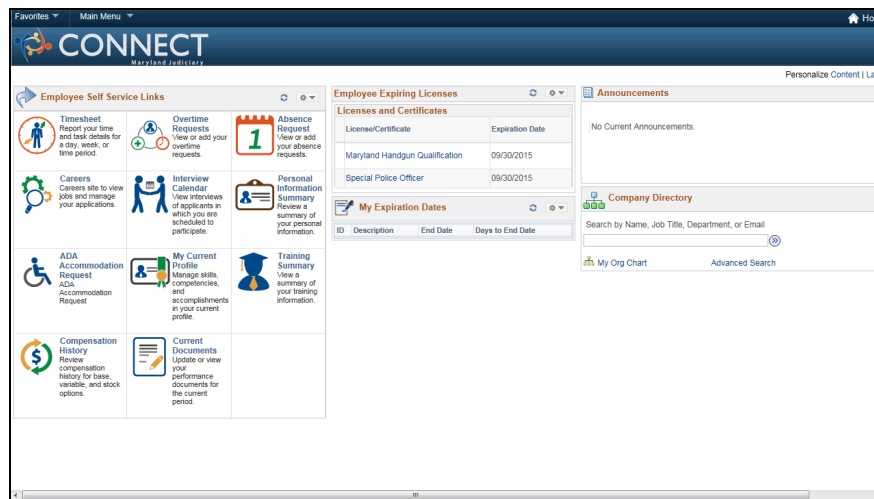 Favorites
Main Menu
CONNECT
Maryland Judiciary
Personalize Content |
Employee Self Service Links
Timesheet
Report your time
and task details for
a day, week, or
time period.
Overtime
Requests
View or add your
overtime
requests.
1
Absence
Request
View or add
your absence
requests.
Careers
Careers site to view
jobs and manage
your applications.
Interview
Calendar
View interviews
of applicants in
which you are
scheduled to
participate.
Personal
Information
Summary
Review a
summary of
your personal
information.
ADA
Accommodation
Request
ADA
Accommodation
Request
My Current
Profile
Manage skills,
competencies,
and
accomplishments
in your current
profile.
Training
Summary
View a
summary of
your training
information.
Compensation
History
Review
compensation
history for base,
variable, and stock
options.
Current
Documents
Update or view
your
performance
documents for
the current
period.
Employee Expiring Licenses
Licenses and Certificates
License/Certificate Expiration Date
Maryland Handgun Qualification 09/30/2015
Special Police Officer 09/30/2015
My Expiration Dates
ID Description End Date Days to End Date
Announcements
No Current Announcements.
Company Directory
Search by Name, Job Title, Department, or Email
My Org Chart Advanced Search